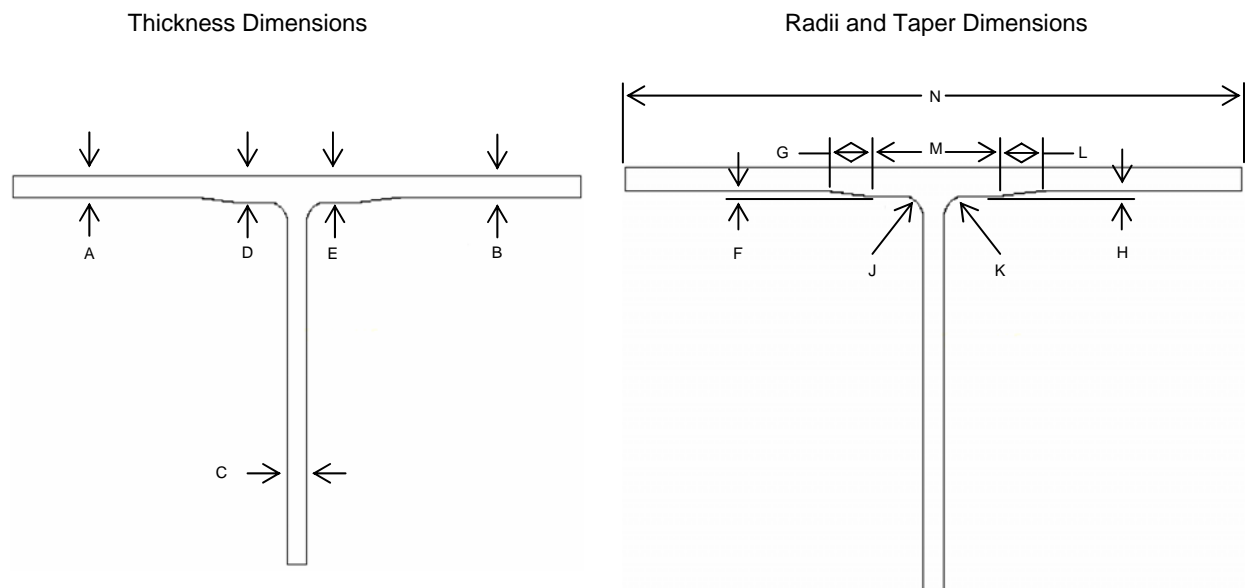 Thickness Dimensions
Radii and Taper Dimensions
A
D
E
B
C
N
G
M
L
F
J
K
H